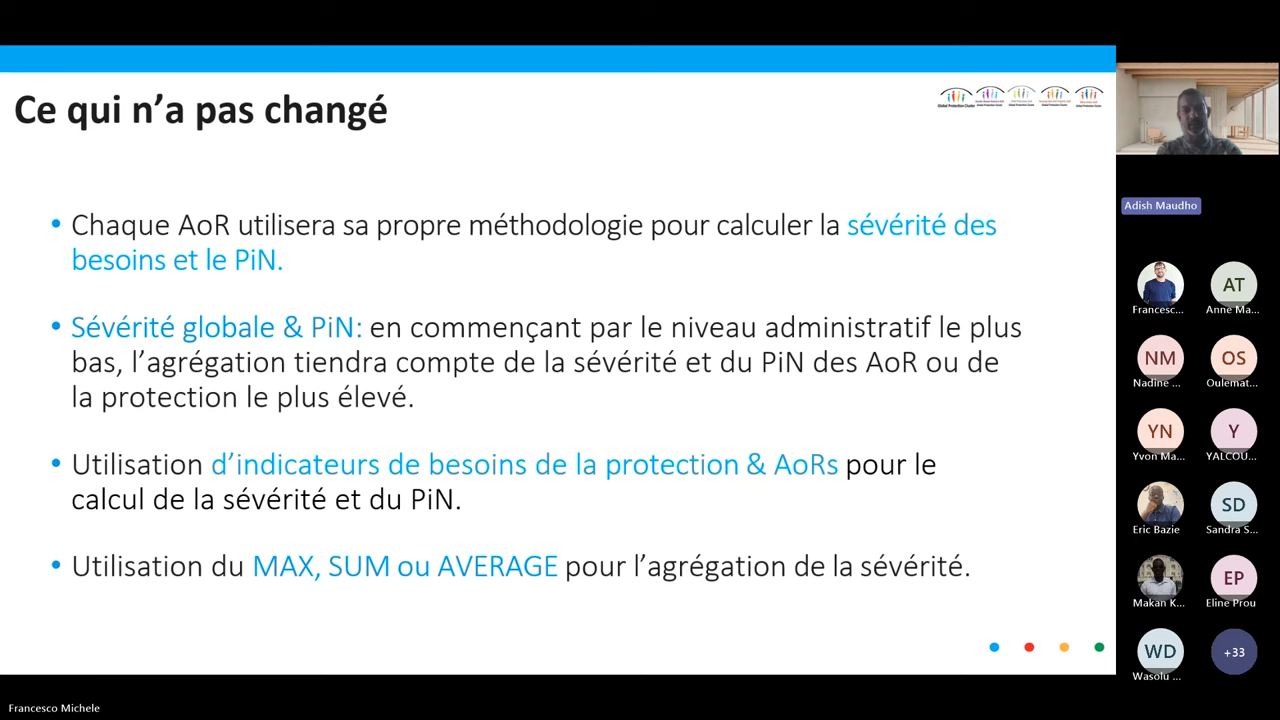 Ce qui n’a pas changé
• Chaque AoR utilisera sa propre méthodologie pour calculer la sévérité des
besoins et le PiN.
• Sévérité globale & PiN: en commençant par le niveau administratif le plus
bas, l’agrégation tiendra compte de la sévérité et du PiN des AoR ou de
la protection le plus élevé.
• Utilisation d’indicateurs de besoins de la protection & AoRs pour le
calcul de la sévérité et du PiN.
• Utilisation du MAX, SUM ou AVERAGE pour l’agrégation de la sévérité.
Adish Maudho
Francesc...
AT
Anne Ma...
NM
Nadine ...
OS
Oulemat...
YN
Yvon Ma...
Y
YALCOU...
Eric Bazie
SD
Sandra S...
Makan K...
EP
Eline Prou
WD
Wasolu ...
+33
Francesco Michele